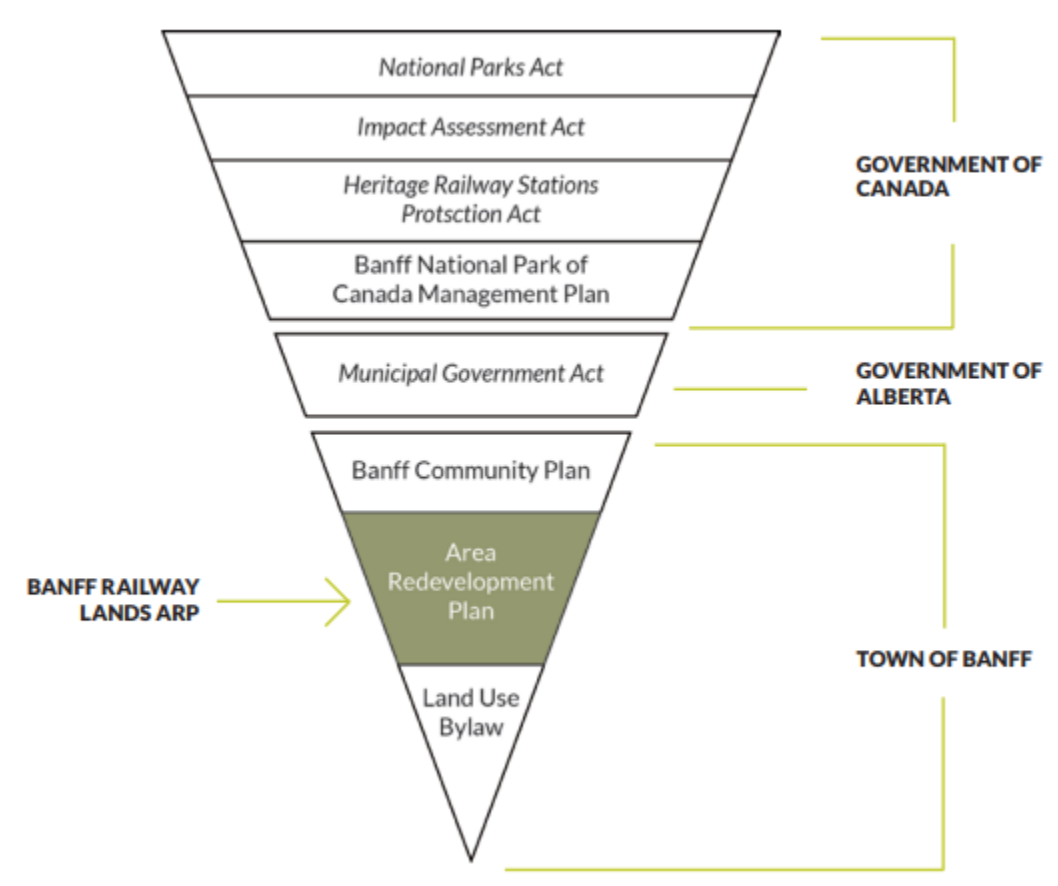 National Parks Act
Impact Assessment Act
Heritage Railway Stations
Protsction Act
Banff National Park of
Canada Management Plan
GOVERNMENT OF
CANADA
Municipal Government Act
GOVERNMENT OF
ALBERTA
Banff Community Plan
Area
Redevelopment
Plan
BANFF RAILWAY
LANDS ARP
Land Use
Bylaw
TOWN OF BANFF